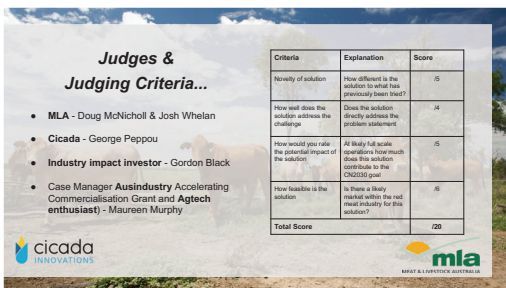 Judges &
Judging Criteria...
● MLA - Doug McNicholl & Josh Whelan
● Cicada - George Peppou
● Industry impact investor - Gordon Black
● Case Manager Ausindustry Accelerating
Commercialisation Grant and Agtech
enthusiast) - Maureen Murphy
Criteria Explanation Score
Novelty of solution How different is the
solution to what has
previously been tried? /5
How well does the
solution address the
challenge Does the solution
directly address the
problem statement /4
How would you rate
the potential impact of
the solution At likely full scale
operations how much
does this solution
contribute to the
CN2030 goal /5
How feasible is the
solution Is there a likely
market within the red
meat industry for this
solution? /6
Total Score /20
cicada
INNOVATIONS
mla
MEAT & LIVESTOCK AUSTRALIA